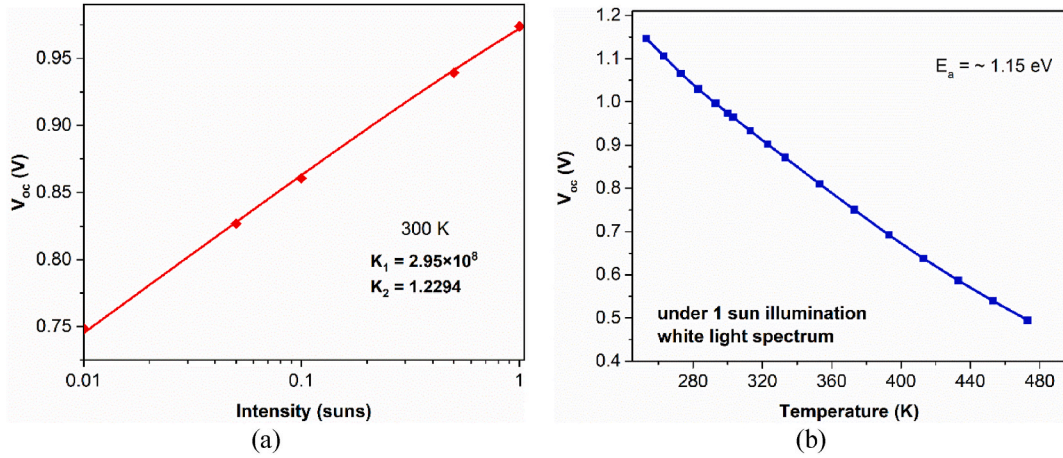 0.95
0.90
0.85
0.80
0.75
V_oc (V)
300 K
K_1 = 2.95×10^8
K_2 = 1.2294
0.01
0.1
1
Intensity (suns)
(a)
1.2
1.1
1.0
0.9
0.8
0.7
0.6
0.5
0.4
V_oc (V)
E_a = ~ 1.15 eV
under 1 sun illumination
white light spectrum
280
320
360
400
440
480
Temperature (K)
(b)